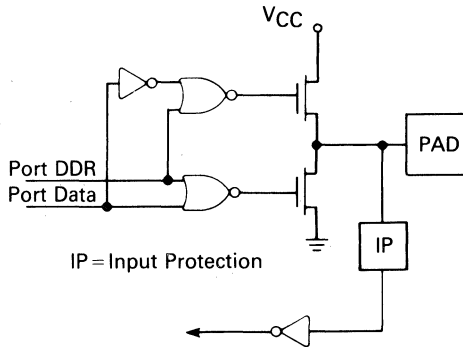 VCC
PAD
Port DDR
Port Data
IP
IP = Input Protection